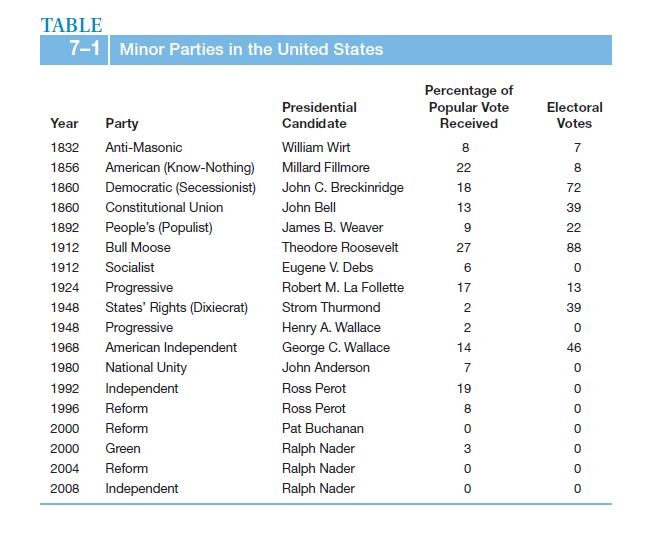 TABLE
7–1 Minor Parties in the United States
Percentage of
Presidential Popular Vote Electoral
Year Party Candidate Received Votes
1832 Anti-Masonic William Wirt 8 7
1856 American (Know-Nothing) Millard Fillmore 22 8
1860 Democratic (Secessionist) John C. Breckinridge 18 72
1860 Constitutional Union John Bell 13 39
1892 People's (Populist) James B. Weaver 9 22
1912 Bull Moose Theodore Roosevelt 27 88
1912 Socialist Eugene V. Debs 6 0
1924 Progressive Robert M. La Follette 17 13
1948 States' Rights (Dixiecrat) Strom Thurmond 2 39
1948 Progressive Henry A. Wallace 2 0
1968 American Independent George C. Wallace 14 46
1980 National Unity John Anderson 7 0
1992 Independent Ross Perot 19 0
1996 Reform Ross Perot 8 0
2000 Reform Pat Buchanan 0 0
2000 Green Ralph Nader 3 0
2004 Reform Ralph Nader 0 0
2008 Independent Ralph Nader 0 0